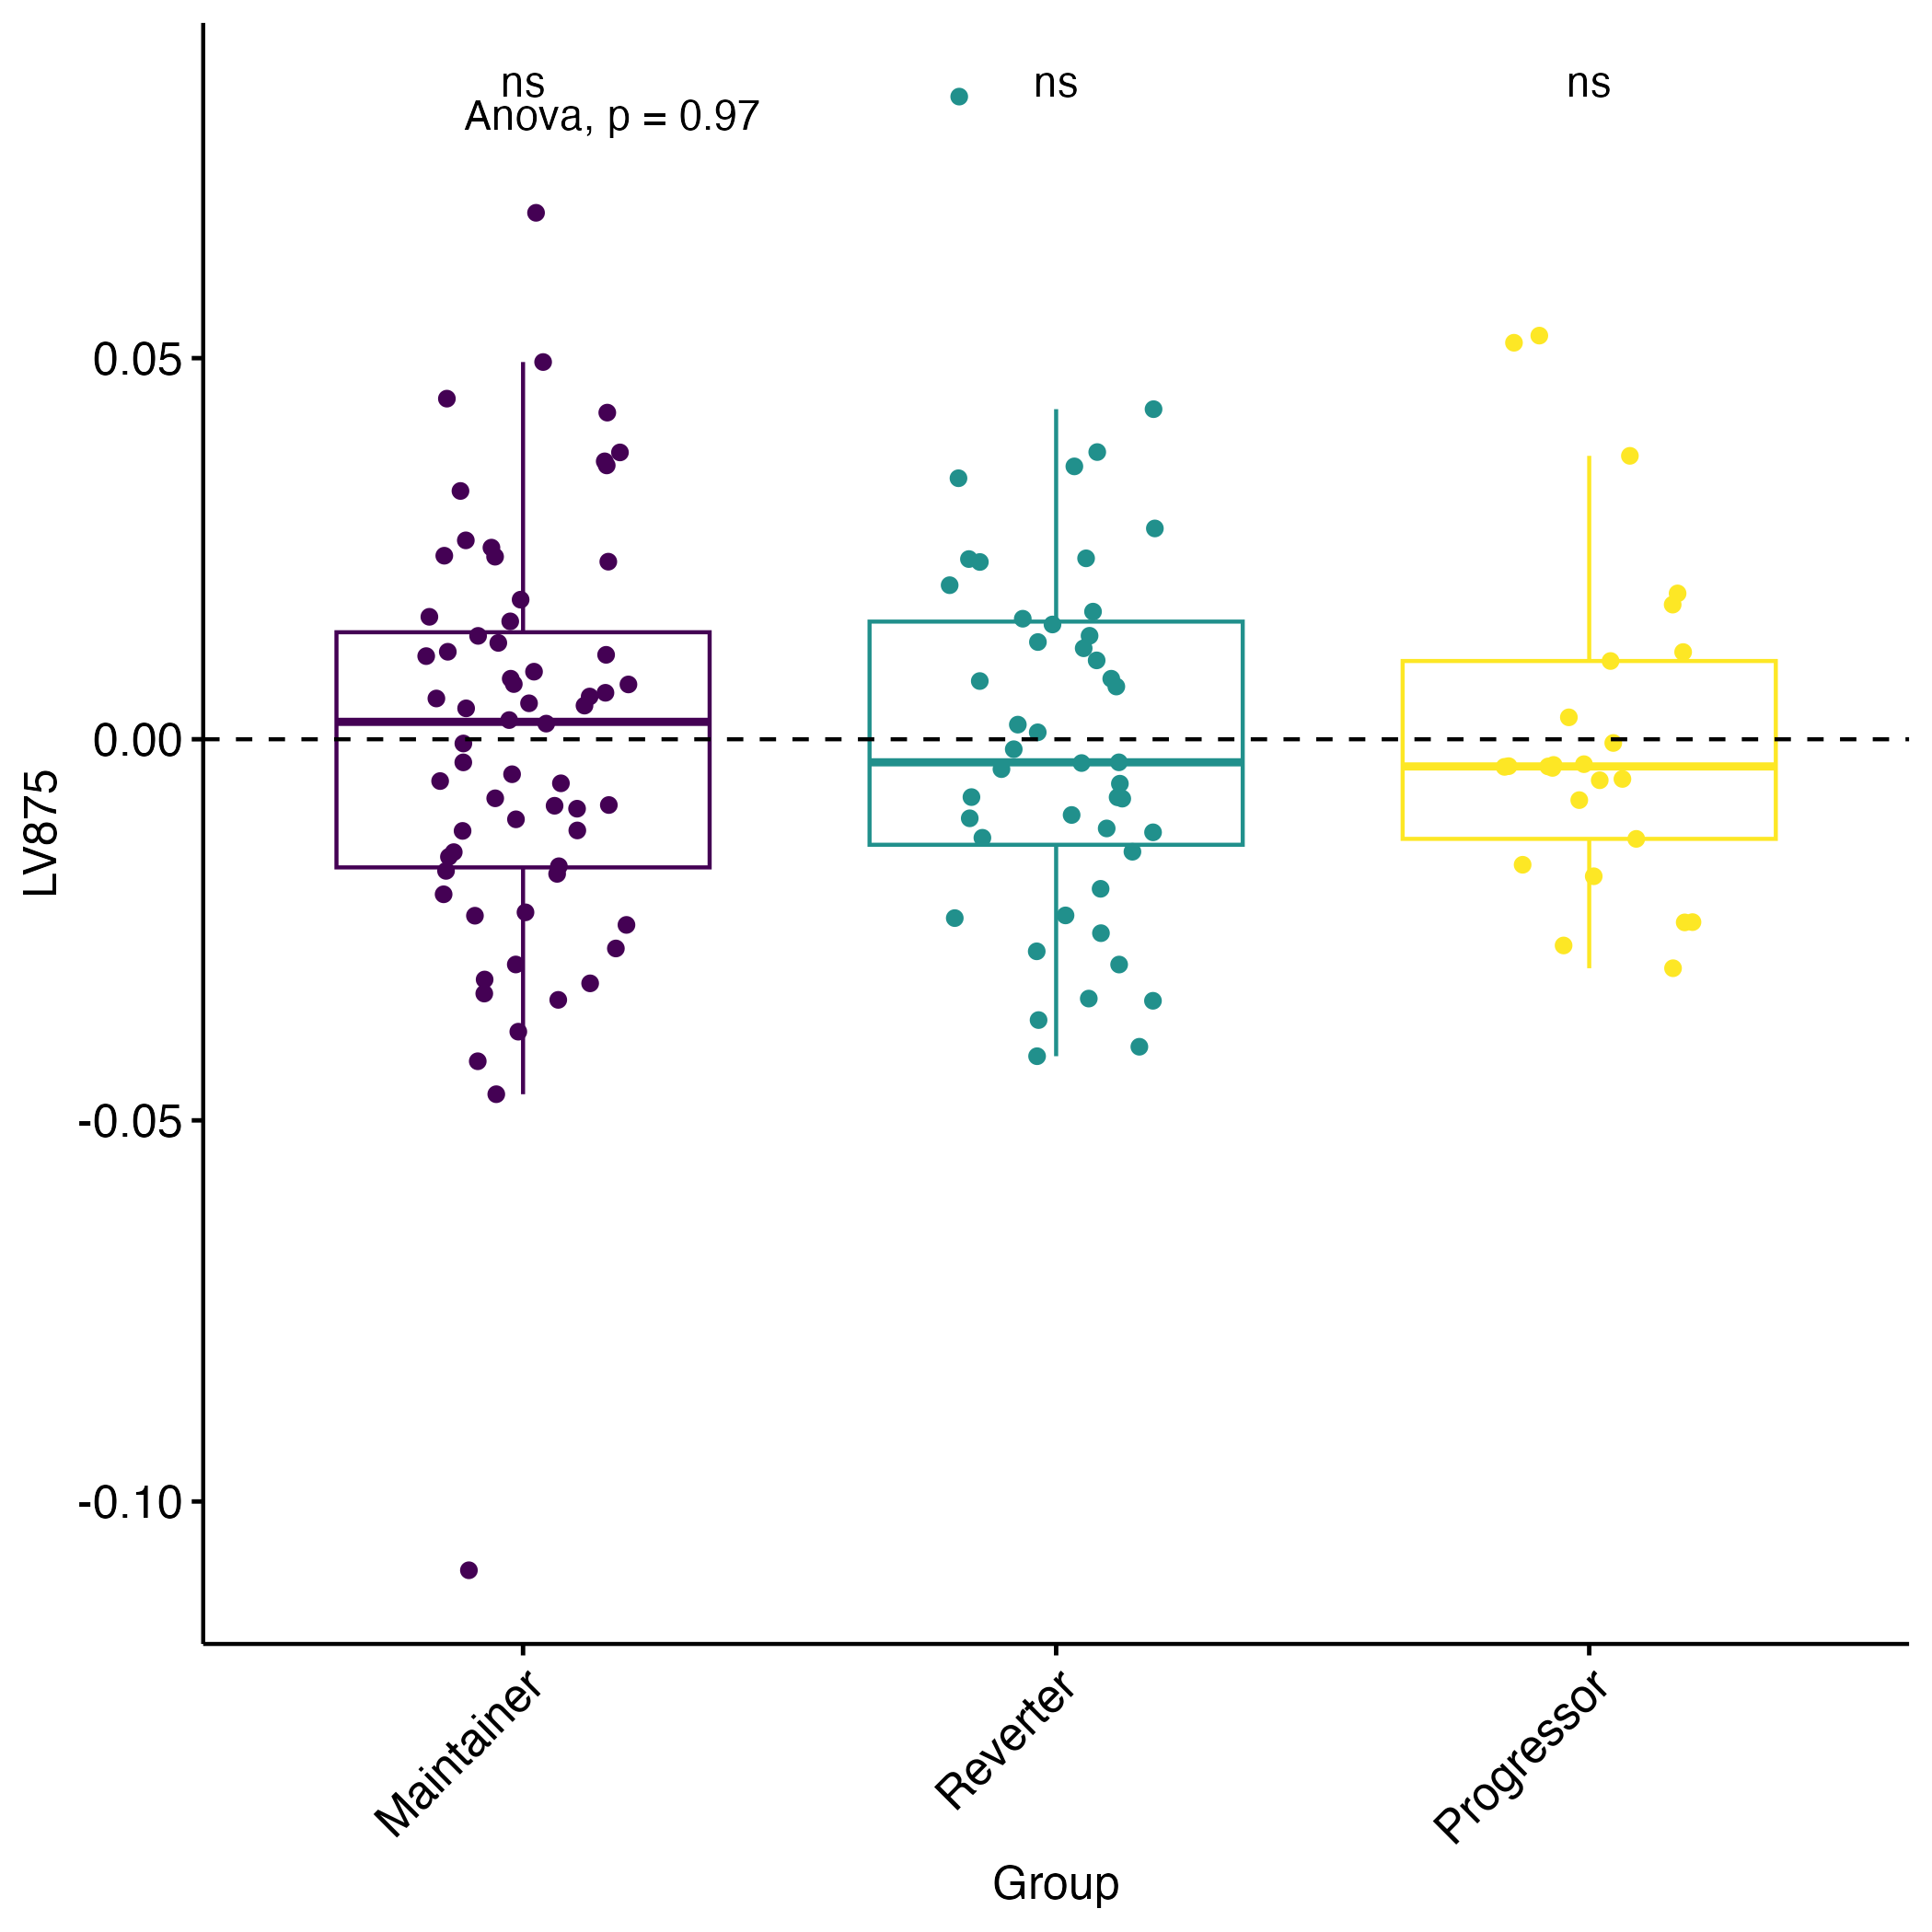 ns ns ns
Anova, p = 0.97
0.05
0.00
-0.05
-0.10
LV875
Maintainer Reverter Progressor
Group